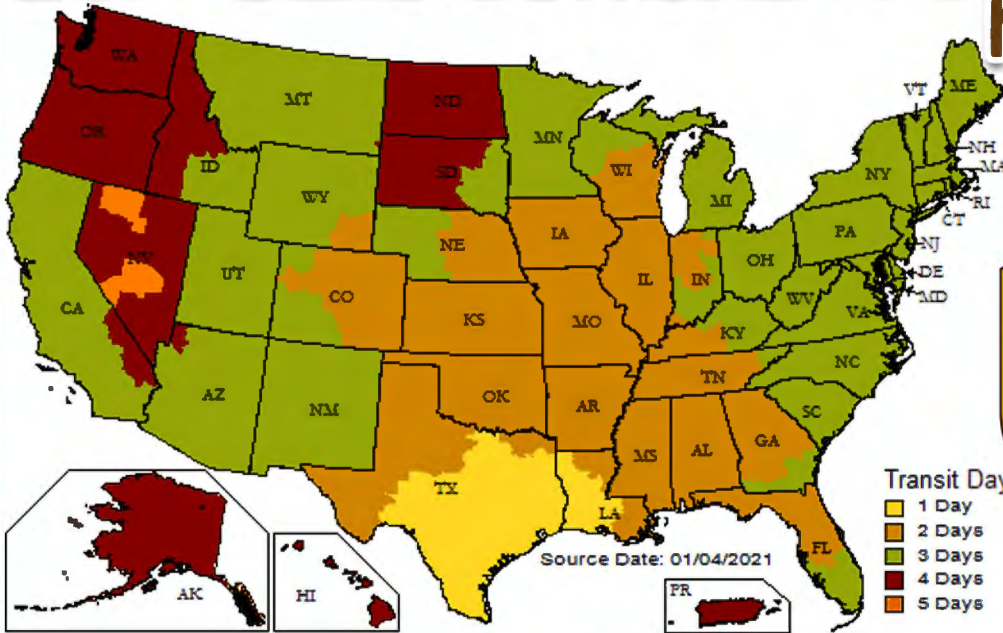 WA
MT
ND
VT
ME
OR
MN
NH
ID
SD
WI
NY
MA
WY
MI
RI
CT
IA
PA
NE
NJ
NV
OH
UT
IL
IN
DE
CO
WV
MD
CA
VA
KS
MO
KY
NC
TN
AZ
OK
AR
NM
SC
GA
MS
AL
TX
LA
FL
Transit Day
1 Day
2 Days
3 Days
4 Days
5 Days
Source Date: 01/04/2021
AK
HI
PR